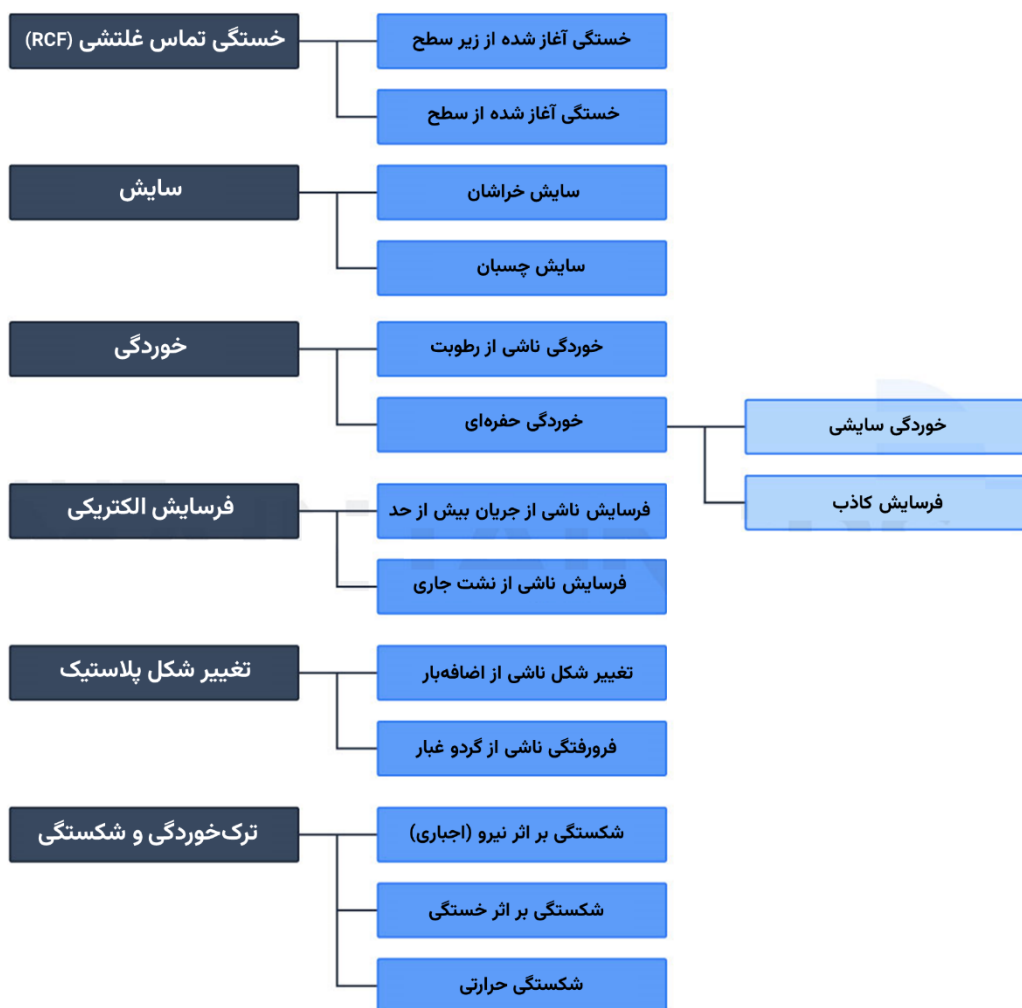 خستگی تماس غلتشی (RCF)
خستگی آغاز شده از زیر سطح
خستگی آغاز شده از سطح
سایش
سایش خراشان
سایش چسبان
خوردگی
خوردگی ناشی از رطوبت
خوردگی حفره‌ای
خوردگی سایشی
فرسایش کاذب
فرسایش الکتریکی
فرسایش ناشی از جریان بیش از حد
فرسایش ناشی از نشت جاری
تغییر شکل پلاستیک
تغییر شکل ناشی از اضافه‌بار
فرورفتگی ناشی از گردو غبار
ترک‌خوردگی و شکستگی
شکستگی بر اثر نیرو (اجباری)
شکستگی بر اثر خستگی
شکستگی حرارتی